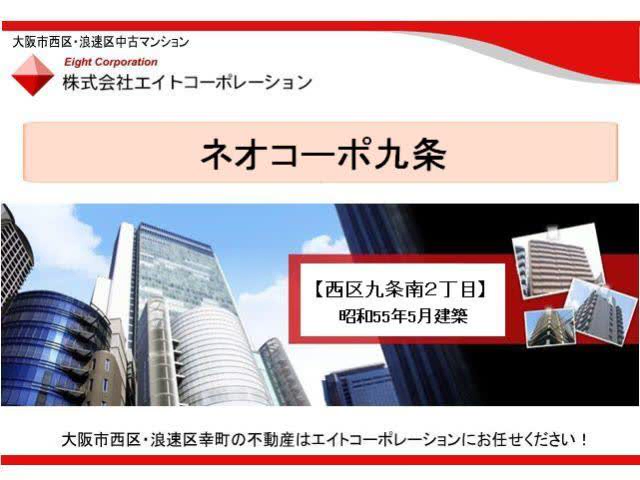 大阪市西区・浪速区中古マンション
Eight Corporation
株式会社エイトコーポレーション
ネオコーポ九条
【西区九条南2丁目】
昭和55年5月建築
大阪市西区・浪速区幸町の不動産はエイトコーポレーションにお任せください！